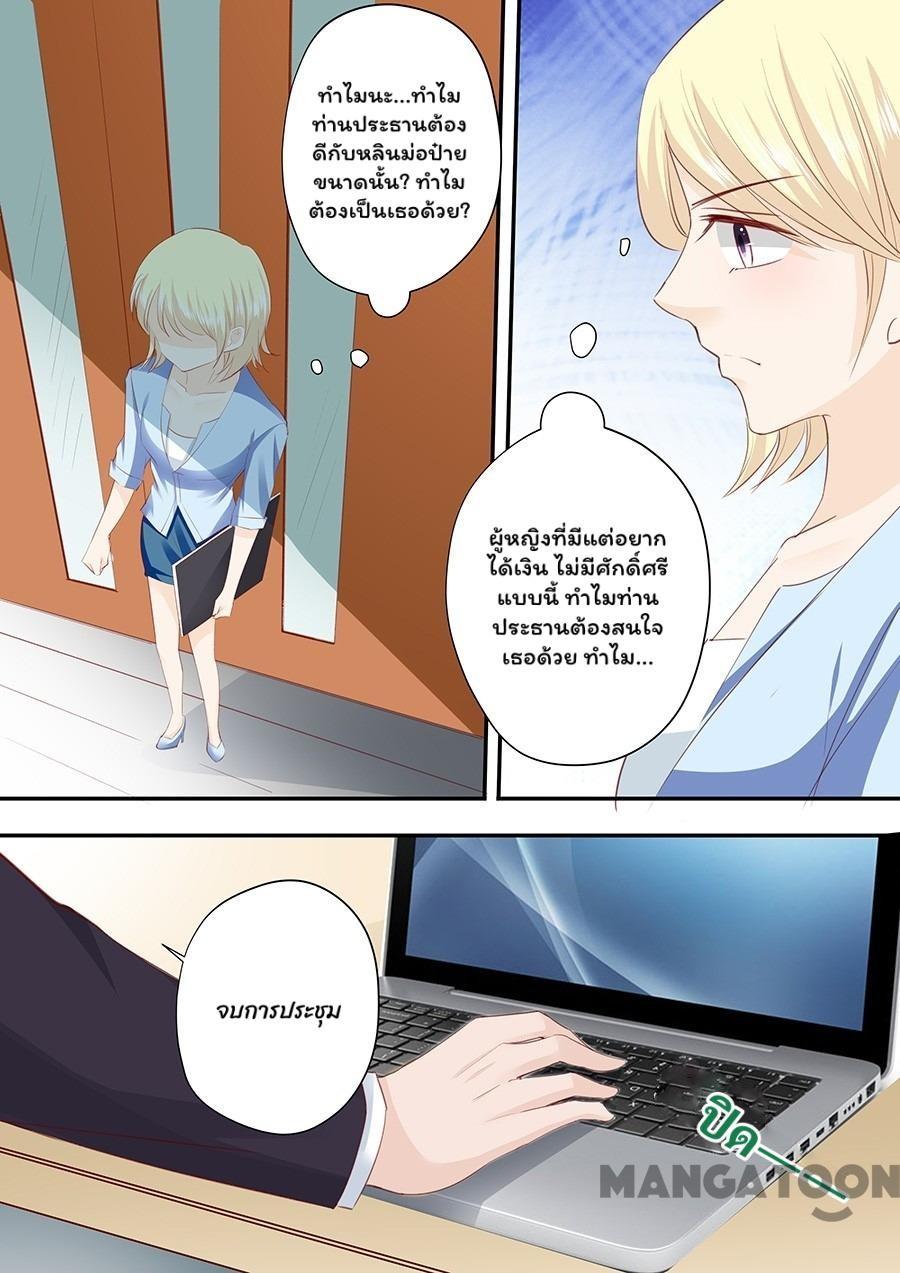 ทำไมนะ...ทำไม
ท่านประธานต้อง
ดีกับหลินม่อป๋าย
ขนาดนั้น? ทำไม
ต้องเป็นเธอด้วย?
ผู้หญิงที่มีแต่อยาก
ได้เงิน ไม่มีศักดิ์ศรี
แบบนี้ ทำไมท่าน
ประธานต้องสนใจ
เธอด้วย ทำไม...
จบการประชุม
ปิด
MANGATOON